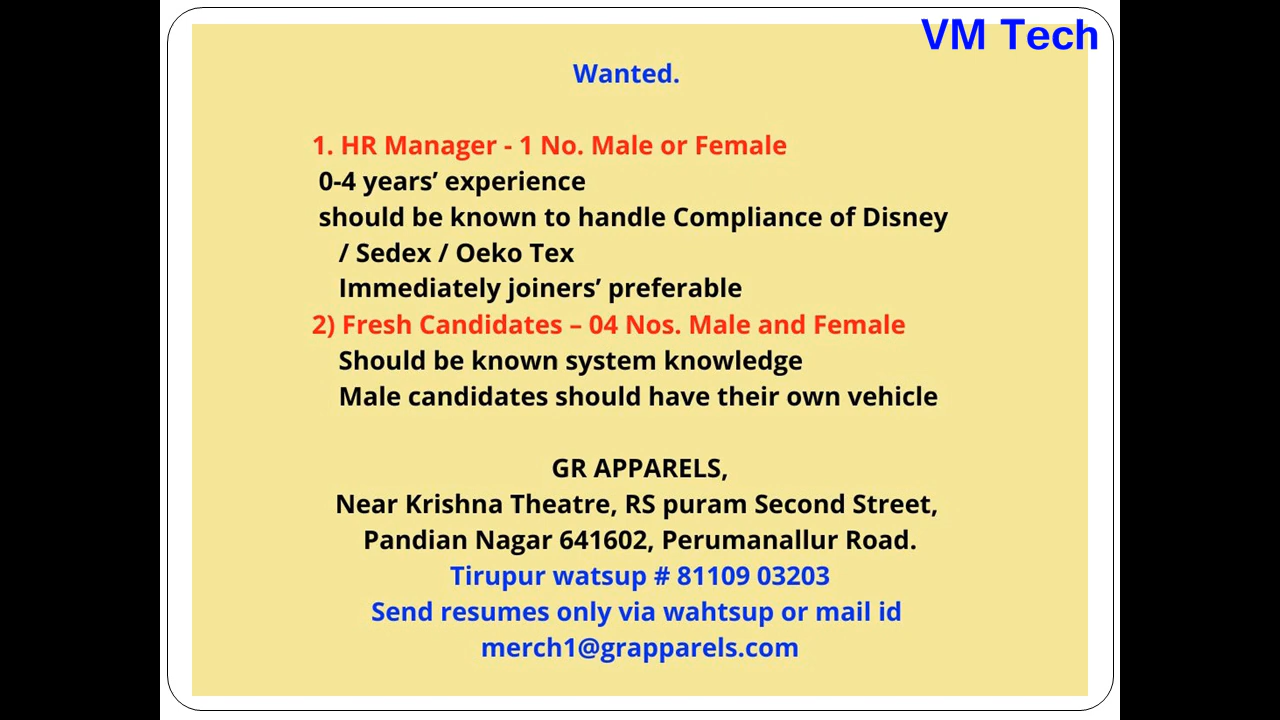 VM Tech
Wanted.
1. HR Manager - 1 No. Male or Female
0-4 years’ experience
should be known to handle Compliance of Disney
/ Sedex / Oeko Tex
Immediately joiners’ preferable
2) Fresh Candidates – 04 Nos. Male and Female
Should be known system knowledge
Male candidates should have their own vehicle
GR APPARELS,
Near Krishna Theatre, RS puram Second Street,
Pandian Nagar 641602, Perumanallur Road.
Tirupur watsup # 81109 03203
Send resumes only via wahtsup or mail id
merch1@grapparels.com